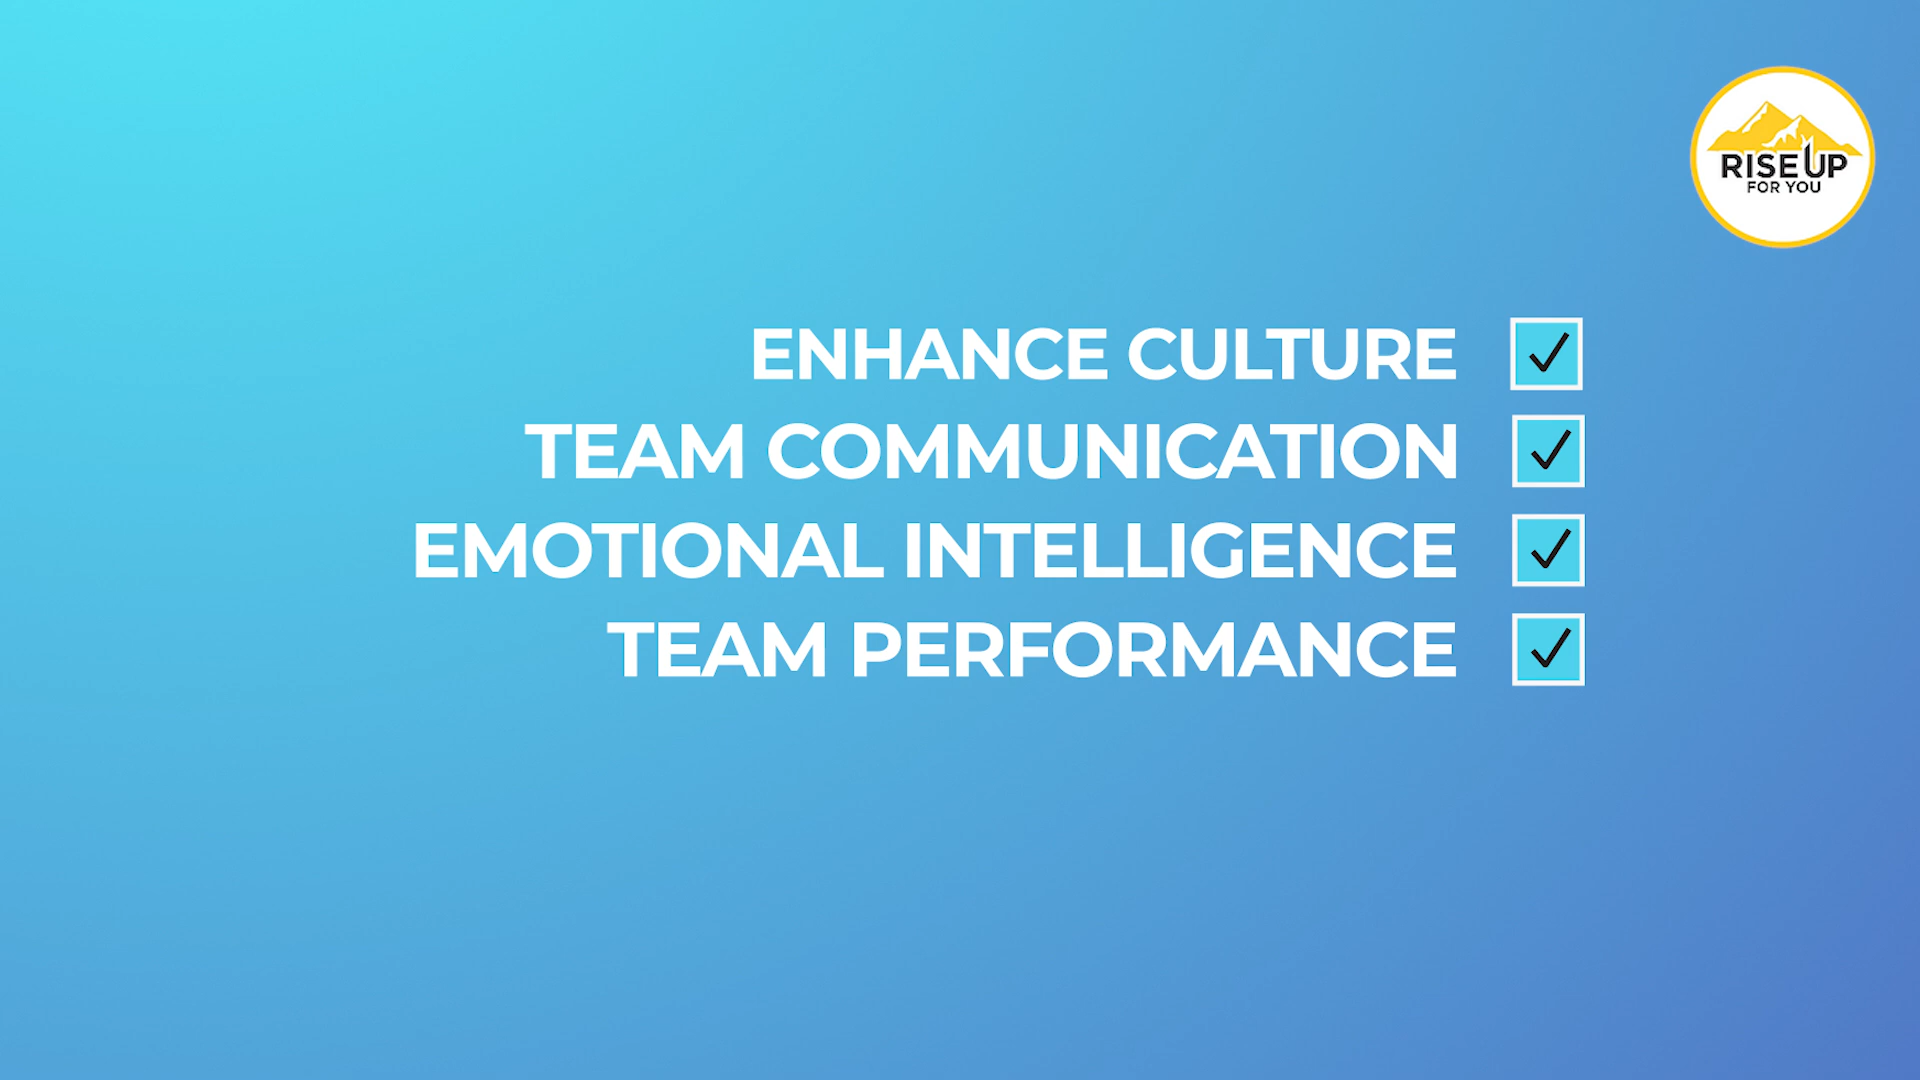 RISE UP
FOR YOU
ENHANCE CULTURE
TEAM COMMUNICATION
EMOTIONAL INTELLIGENCE
TEAM PERFORMANCE